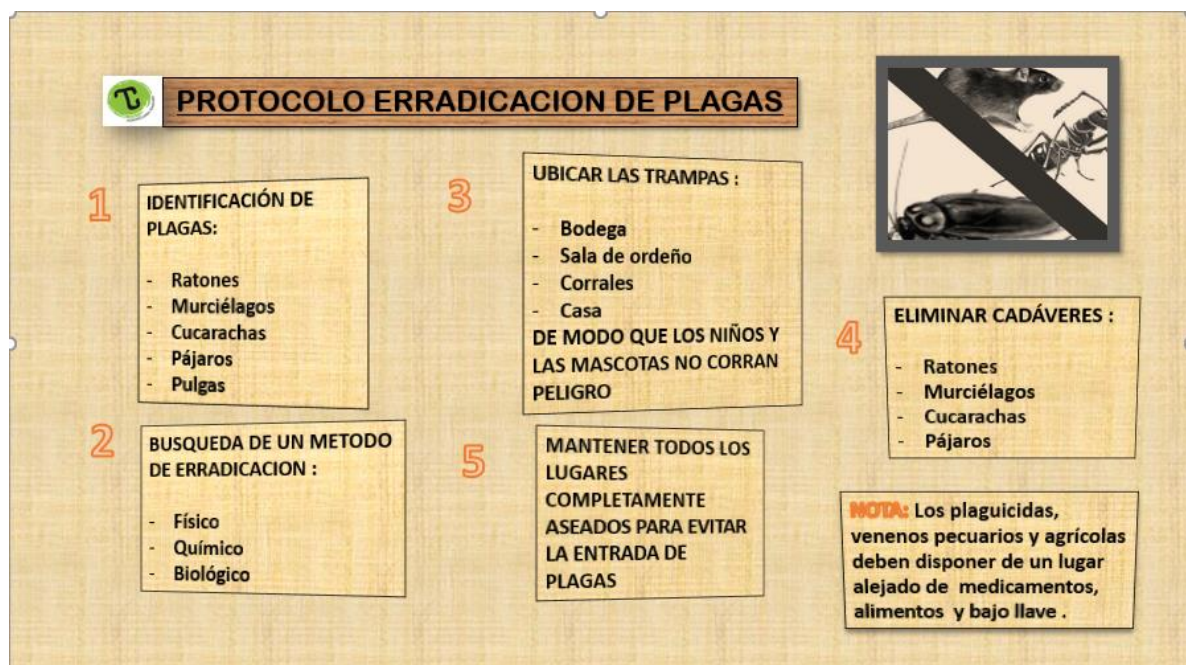 PROTOCOLO ERRADICACION DE PLAGAS
1
IDENTIFICACIÓN DE
PLAGAS:
- Ratones
- Murciélagos
- Cucarachas
- Pájaros
- Pulgas
2
BUSQUEDA DE UN METODO
DE ERRADICACION :
- Físico
- Químico
- Biológico
3
UBICAR LAS TRAMPAS :
- Bodega
- Sala de ordeño
- Corrales
- Casa
DE MODO QUE LOS NIÑOS Y
LAS MASCOTAS NO CORRAN
PELIGRO
4
ELIMINAR CADÁVERES :
- Ratones
- Murciélagos
- Cucarachas
- Pájaros
5
MANTENER TODOS LOS
LUGARES
COMPLETAMENTE
ASEADOS PARA EVITAR
LA ENTRADA DE
PLAGAS
NOTA: Los plaguicidas,
venenos pecuarios y agrícolas
deben disponer de un lugar
alejado de medicamentos,
alimentos y bajo llave .